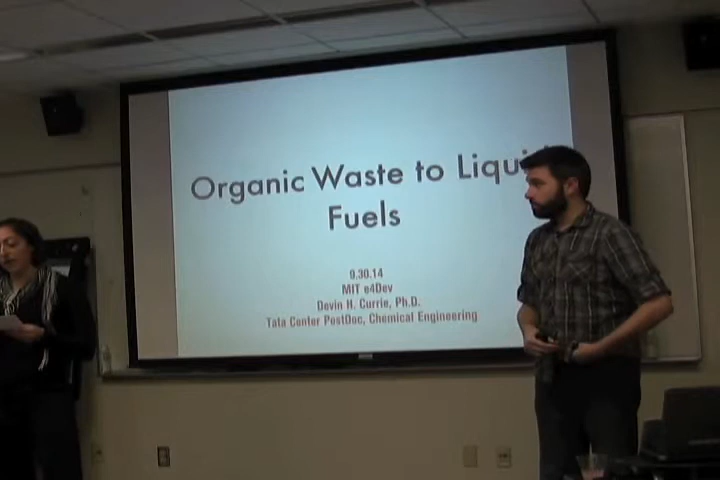 Organic Waste to Liqui
Fuels
9.30.14
MIT e4Dev
Devin H. Currie, Ph.D.
Tata Center PostDoc, Chemical Engineering